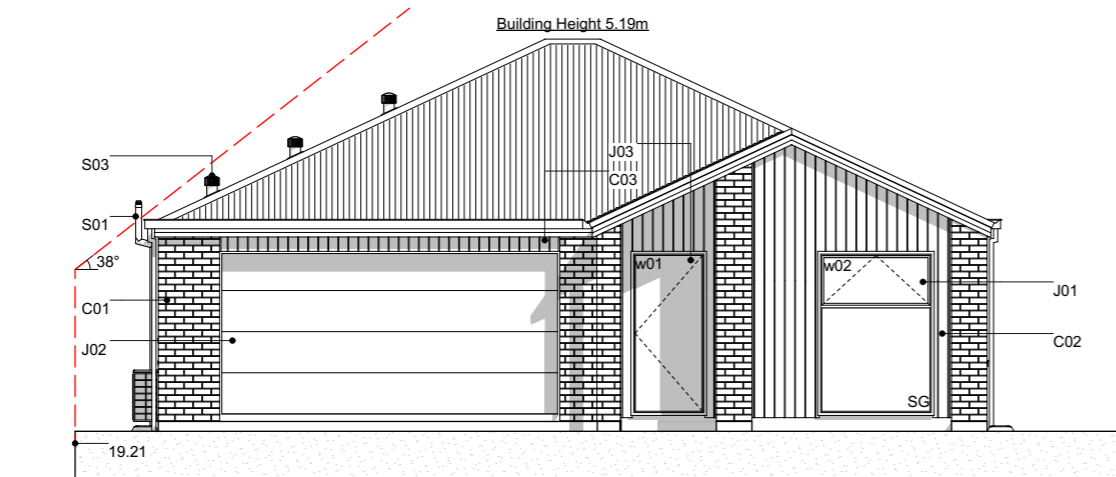 Building Height 5.19m
J03
S03
C03
S01
38°
w01
w02
J01
C01
C02
J02
SG
19.21